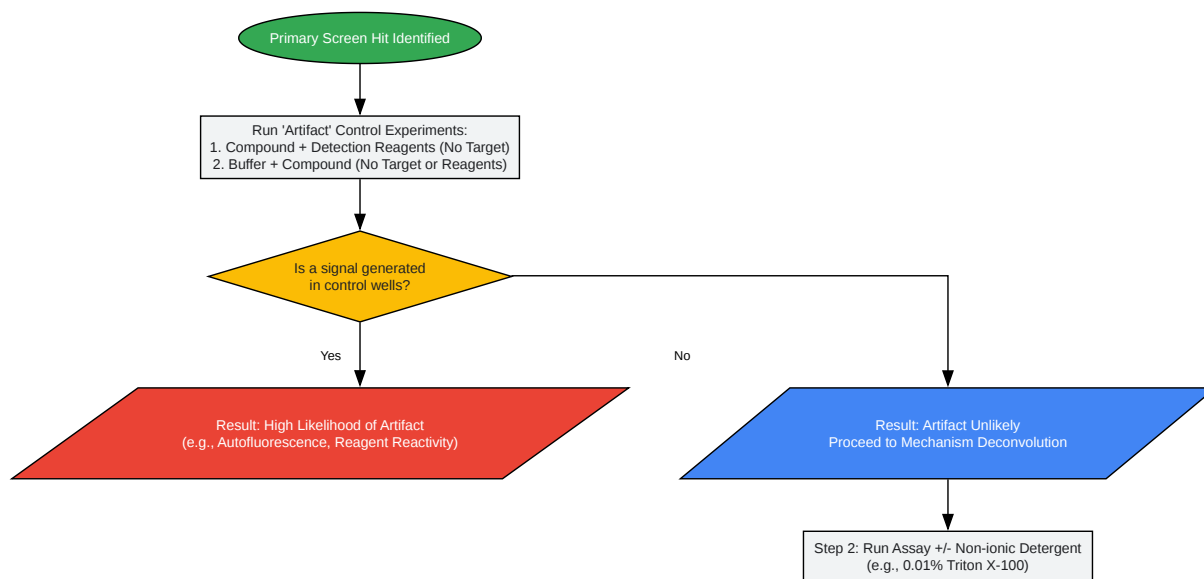 Primary Screen Hit Identified
Run 'Artifact' Control Experiments:
1. Compound + Detection Reagents (No Target)
2. Buffer + Compound (No Target or Reagents)
Is a signal generated
in control wells?
Yes
No
Result: High Likelihood of Artifact
(e.g., Autofluorescence, Reagent Reactivity)
Result: Artifact Unlikely
Proceed to Mechanism Deconvolution
Step 2: Run Assay +/- Non-ionic Detergent
(e.g., 0.01% Triton X-100)